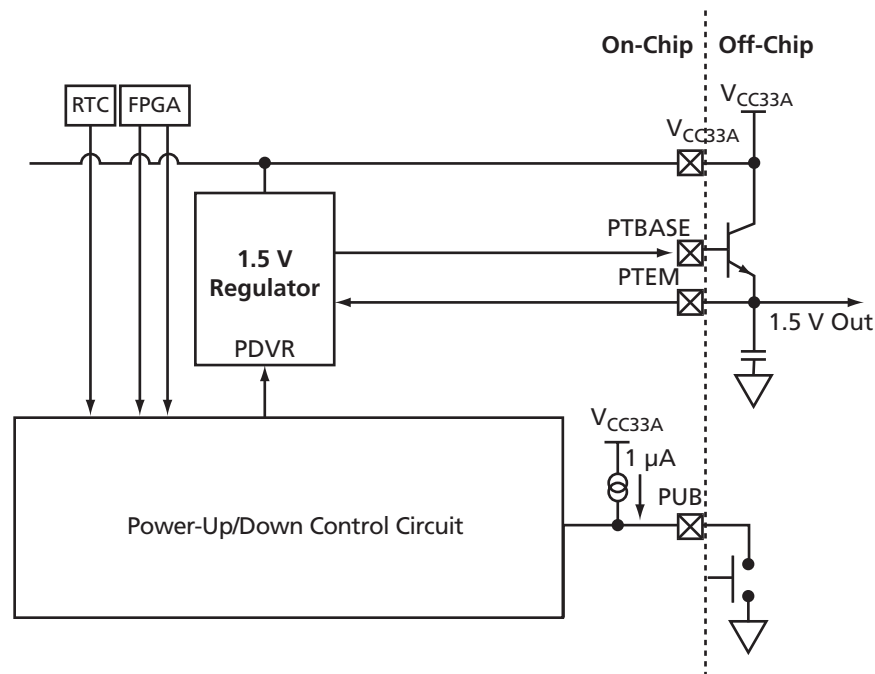 On-Chip
Off-Chip
RTC
FPGA
VCC33A
VCC33A
1.5 V
Regulator
PDVR
PTBASE
PTEM
1.5 V Out
VCC33A
1 µA
PUB
Power-Up/Down Control Circuit